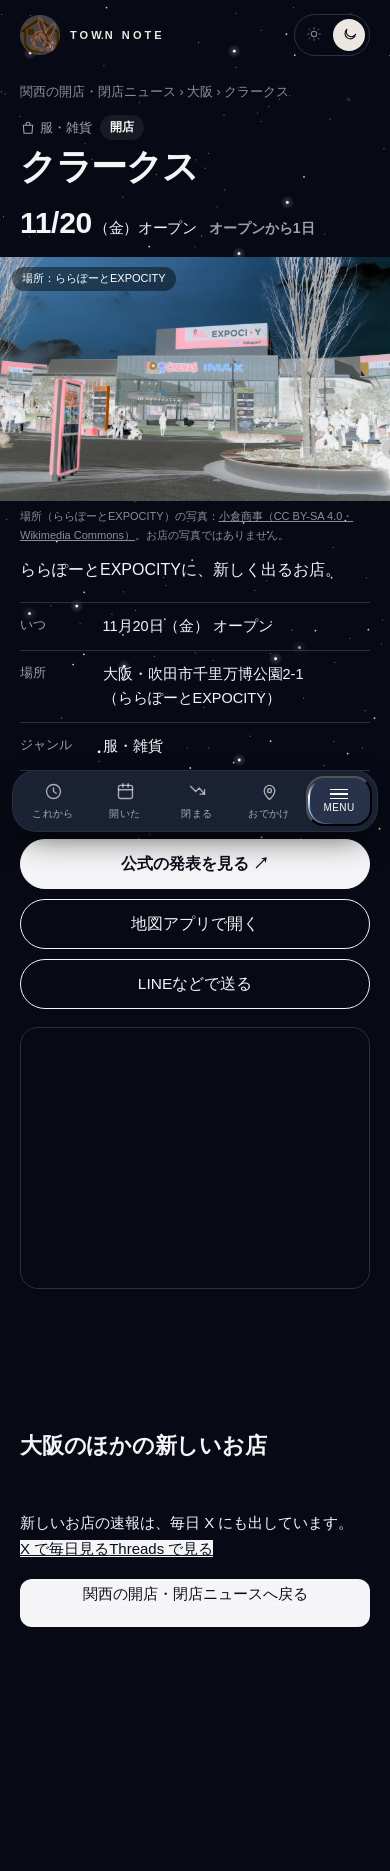 TOWN NOTE
関西の開店・閉店ニュース › 大阪 › クラークス
服・雑貨 開店
クラークス
11/20（金）オープン オープンから1日
場所：ららぽーとEXPOCITY
EXPOCITY
IMAX
場所（ららぽーとEXPOCITY）の写真：小倉商事（CC BY-SA 4.0・
Wikimedia Commons）。お店の写真ではありません。
ららぽーとEXPOCITYに、新しく出るお店。
いつ 11月20日（金） オープン
場所 大阪・吹田市千里万博公園2-1
（ららぽーとEXPOCITY）
ジャンル 服・雑貨
これから 開いた 閉まる おでかけ MENU
公式の発表を見る ↗
地図アプリで開く
LINEなどで送る
大阪のほかの新しいお店
新しいお店の速報は、毎日 X にも出しています。
X で毎日見るThreads で見る
関西の開店・閉店ニュースへ戻る